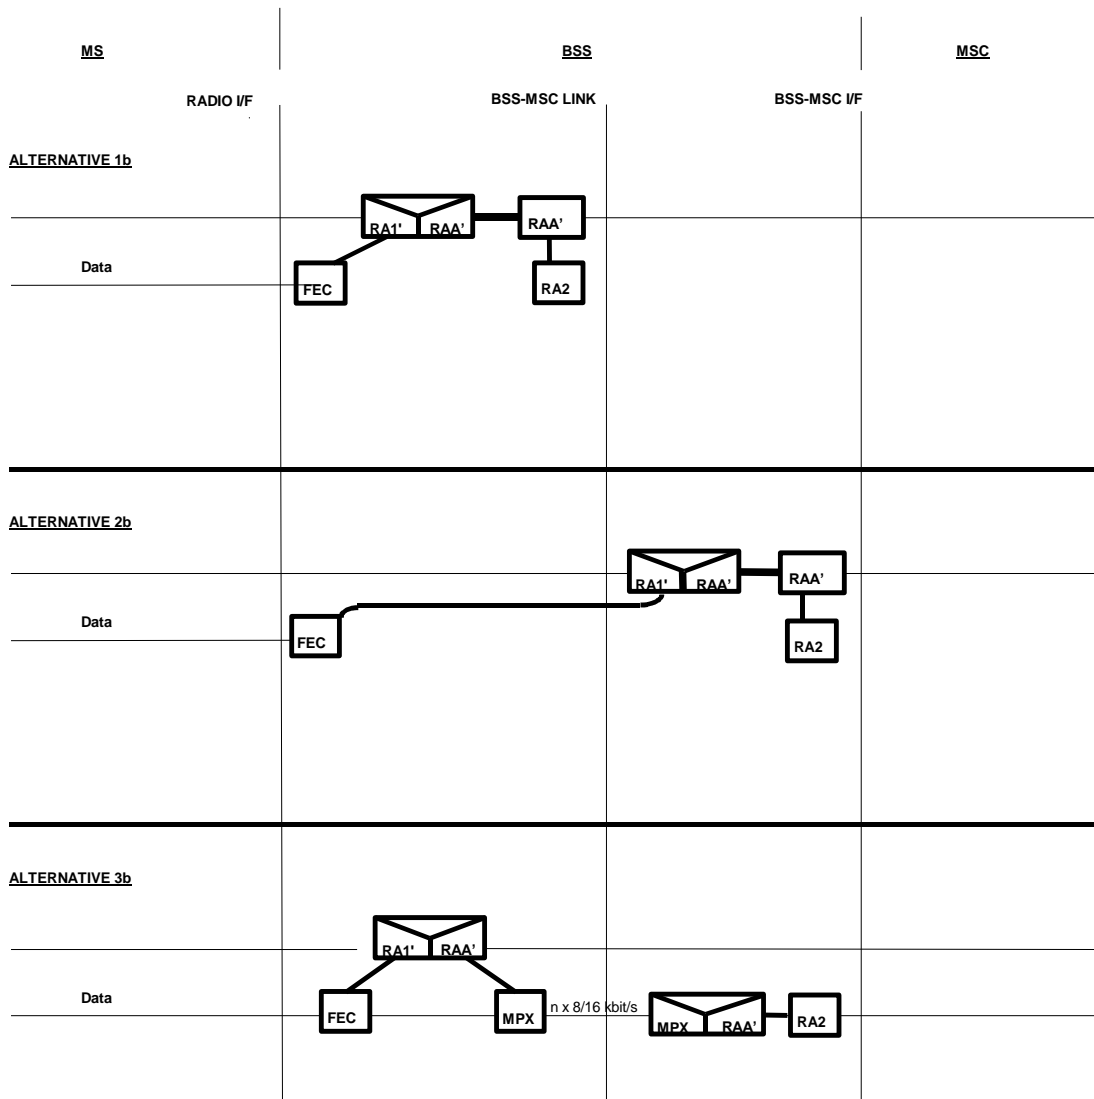 MS BSS MSC
RADIO I/F BSS-MSC LINK BSS-MSC I/F
ALTERNATIVE 1b
RA1' RAA’ RAA’
Data
FEC RA2
ALTERNATIVE 2b
RA1' RAA’ RAA’
Data
FEC RA2
ALTERNATIVE 3b
RA1' RAA’
Data
n x 8/16 kbit/s
FEC MPX MPX RAA’ RA2